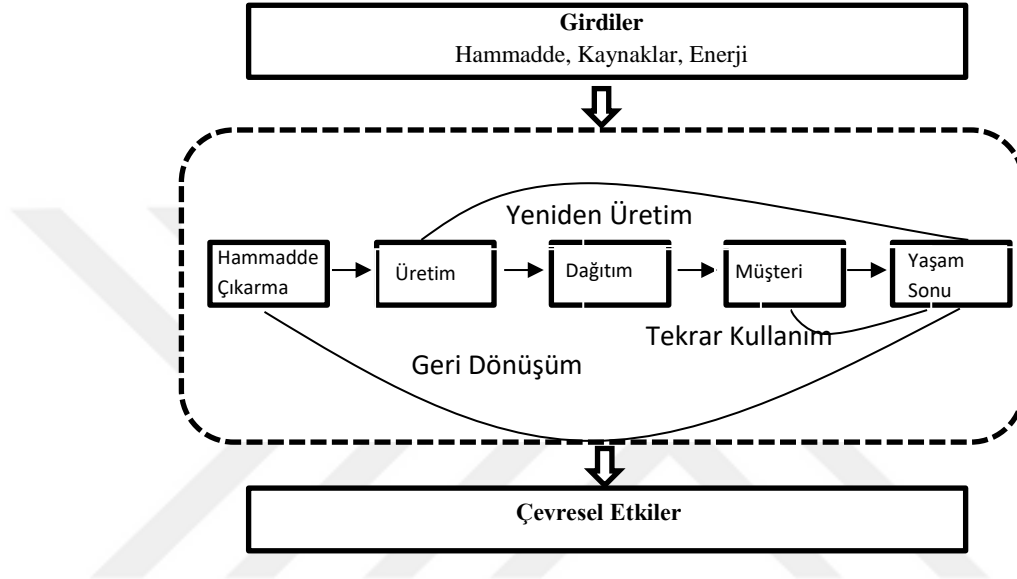 Girdiler
Hammadde, Kaynaklar, Enerji
Yeniden Üretim
Hammadde
Çıkarma
Üretim
Dağıtım
Müşteri
Yaşam
Sonu
Tekrar Kullanım
Geri Dönüşüm
Çevresel Etkiler